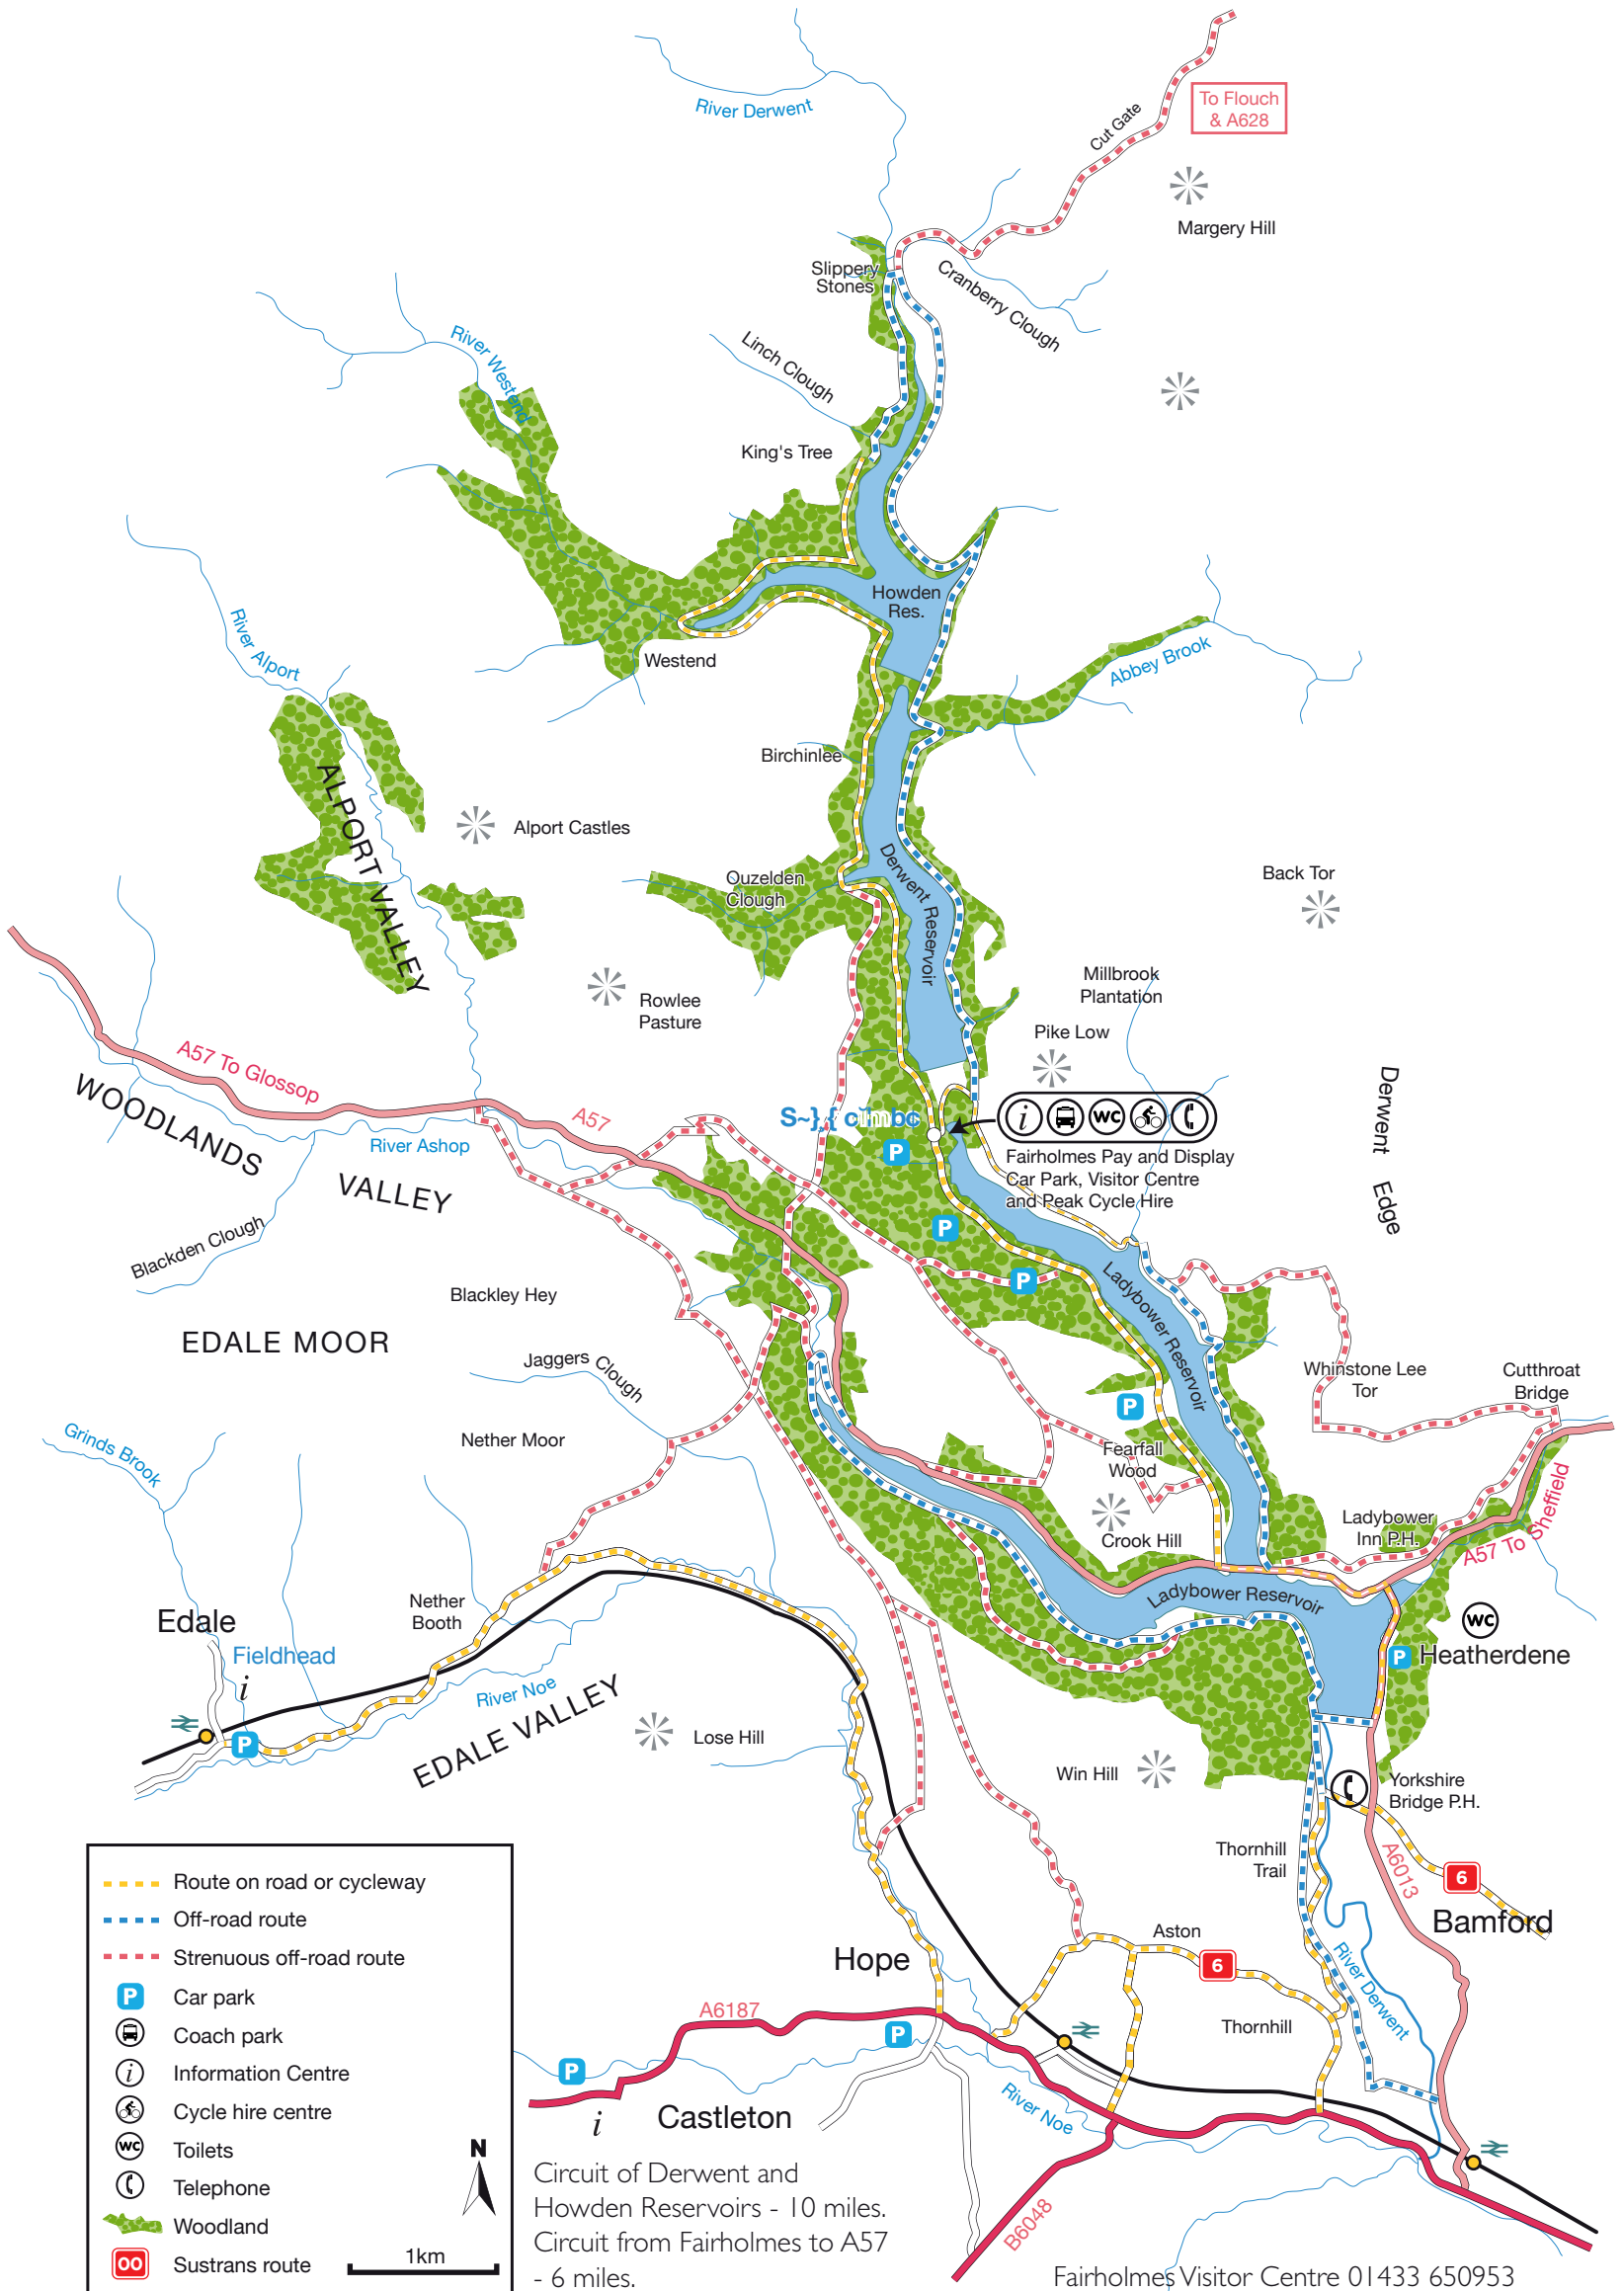 River Derwent
To Flouch
& A628
Cut Gate
Margery Hill
Slippery
Stones
Cranberry Clough
River Westend
Linch Clough
King's Tree
Howden
Res.
River Alport
Westend
Abbey Brook
Birchinlee
ALPORT VALLEY
Alport Castles
Derwent Reservoir
Ouzelden
Clough
Back Tor
Rowlee
Pasture
Millbrook
Plantation
Pike Low
A57 To Glossop
WOODLANDS
VALLEY
A57
River Ashop
P
i
WC
Fairholmes Pay and Display
Car Park, Visitor Centre
and Peak Cycle Hire
Derwent Edge
Blackden Clough
P
P
Blackley Hey
Ladybower Reservoir
EDALE MOOR
Jaggers Clough
Whinstone Lee
Tor
Cutthroat
Bridge
P
Grinds Brook
Nether Moor
Fearfall
Wood
Ladybower
Inn P.H.
A57 To Sheffield
Crook Hill
Ladybower Reservoir
Nether
Booth
Edale
Fieldhead
i
WC
P
Heatherdene
River Noe
EDALE VALLEY
Lose Hill
P
Win Hill
Yorkshire
Bridge P.H.
Thornhill
Trail
A6013
6
Bamford
Aston
6
Hope
River Derwent
A6187
P
Thornhill
P
River Noe
i
Castleton
B6048
Route on road or cycleway
Off-road route
Strenuous off-road route
P
Car park
Coach park
i
Information Centre
Cycle hire centre
WC
Toilets
Telephone
Woodland
00
Sustrans route
N
1km
Circuit of Derwent and
Howden Reservoirs - 10 miles.
Circuit from Fairholmes to A57
- 6 miles.
Fairholmes Visitor Centre 01433 650953